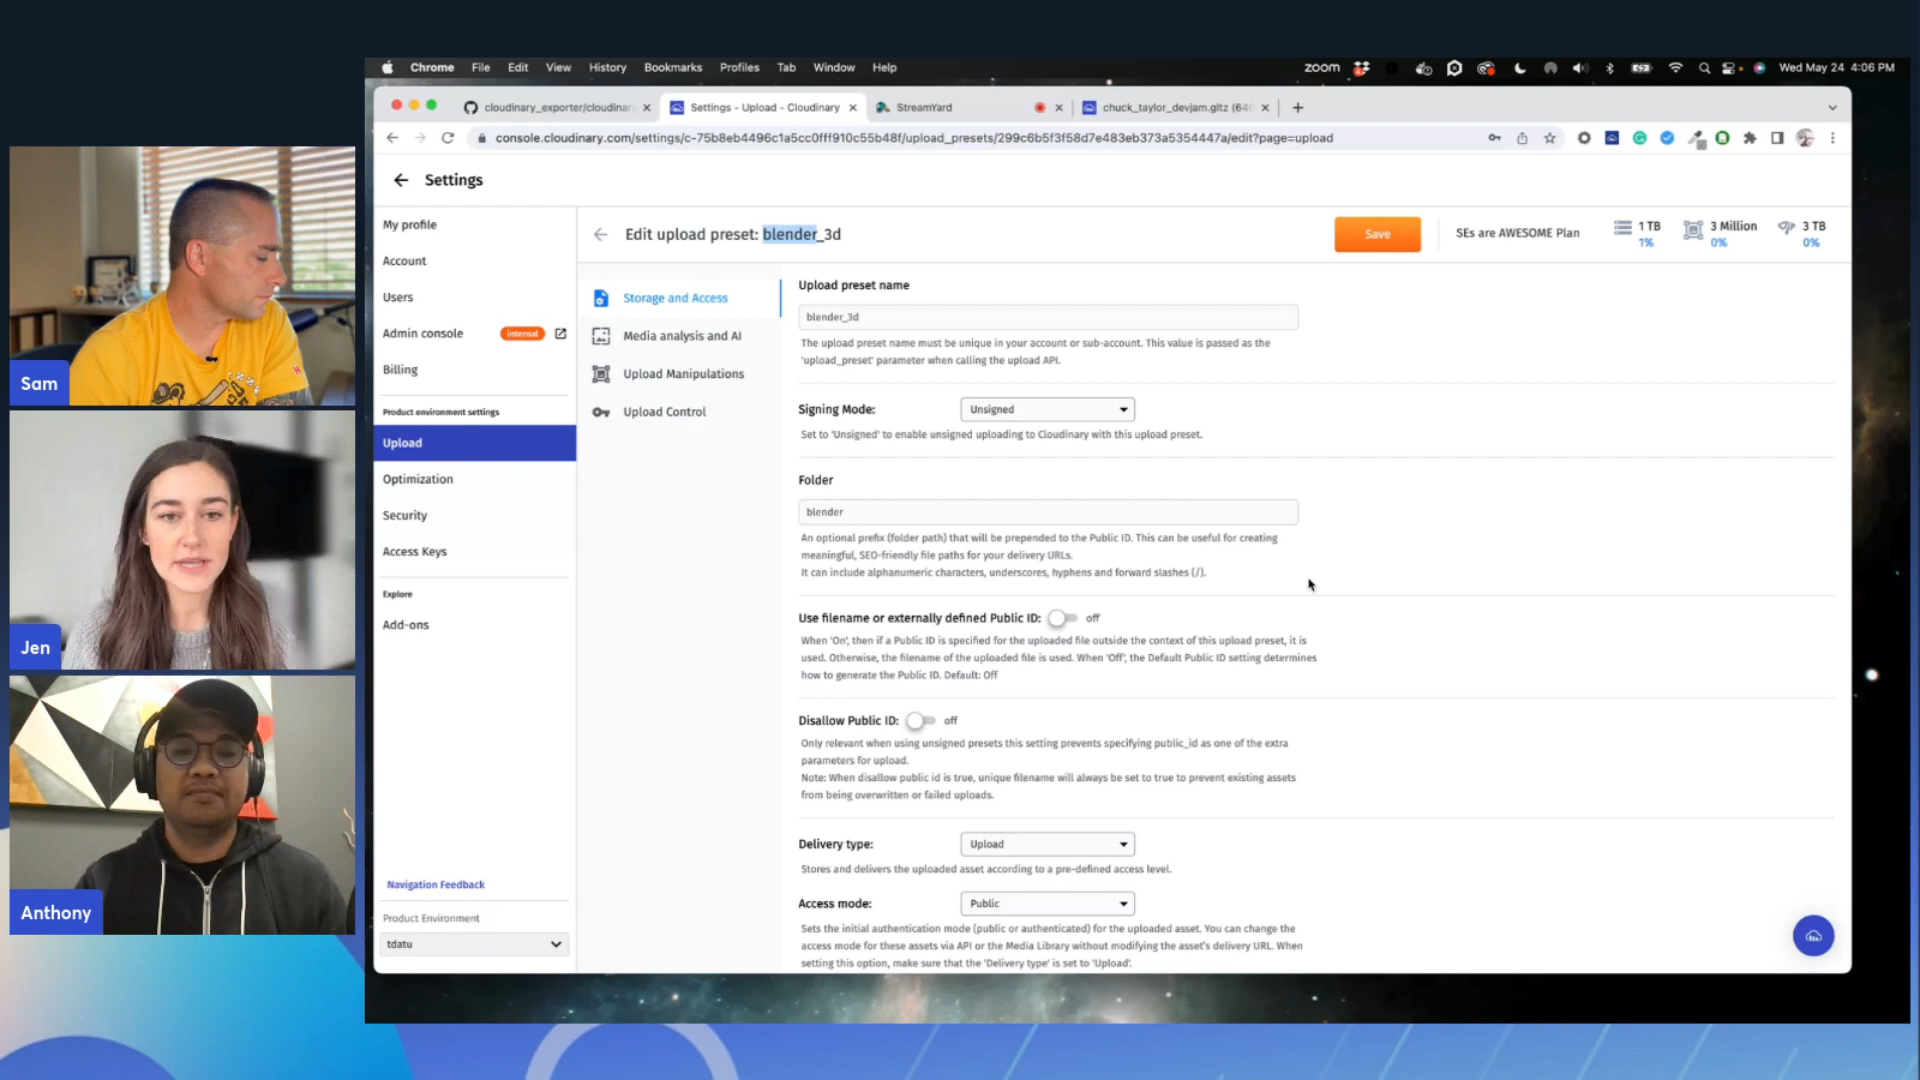 Chrome File Edit View History Bookmarks Profiles Tab Window Help
zoom
Wed May 24 4:06 PM
cloudinary_exporter/cloudinar
Settings - Upload - Cloudinary
StreamYard
chuck_taylor_devjam.gltz (64
console.cloudinary.com/settings/c-75b8eb4496c1a5cc0fff910c55b48f/upload_presets/299c6b5f3f58d7e483eb373a5354447a/edit?page=upload
Settings
My profile
Account
Users
Admin console internal
Billing
Product environment settings
Upload
Optimization
Security
Access Keys
Explore
Add-ons
Navigation Feedback
Product Environment
tdatu
Edit upload preset: blender_3d
Save
SEs are AWESOME Plan
1 TB
1%
3 Million
0%
3 TB
0%
Storage and Access
Media analysis and AI
Upload Manipulations
Upload Control
Upload preset name
blender_3d
The upload preset name must be unique in your account or sub-account. This value is passed as the
'upload_preset' parameter when calling the upload API.
Signing Mode: Unsigned
Set to 'Unsigned' to enable unsigned uploading to Cloudinary with this upload preset.
Folder
blender
An optional prefix (folder path) that will be prepended to the Public ID. This can be useful for creating
meaningful, SEO-friendly file paths for your delivery URLs.
It can include alphanumeric characters, underscores, hyphens and forward slashes (/).
Use filename or externally defined Public ID: off
When 'On', then if a Public ID is specified for the uploaded file outside the context of this upload preset, it is
used. Otherwise, the filename of the uploaded file is used. When 'Off', the Default Public ID setting determines
how to generate the Public ID. Default: Off
Disallow Public ID: off
Only relevant when using unsigned presets this setting prevents specifying public_id as one of the extra
parameters for upload.
Note: When disallow public id is true, unique filename will always be set to true to prevent existing assets
from being overwritten or failed uploads.
Delivery type: Upload
Stores and delivers the uploaded asset according to a pre-defined access level.
Access mode: Public
Sets the initial authentication mode (public or authenticated) for the uploaded asset. You can change the
access mode for these assets via API or the Media Library without modifying the asset's delivery URL. When
setting this option, make sure that the 'Delivery type' is set to 'Upload'.
Sam
Jen
Anthony